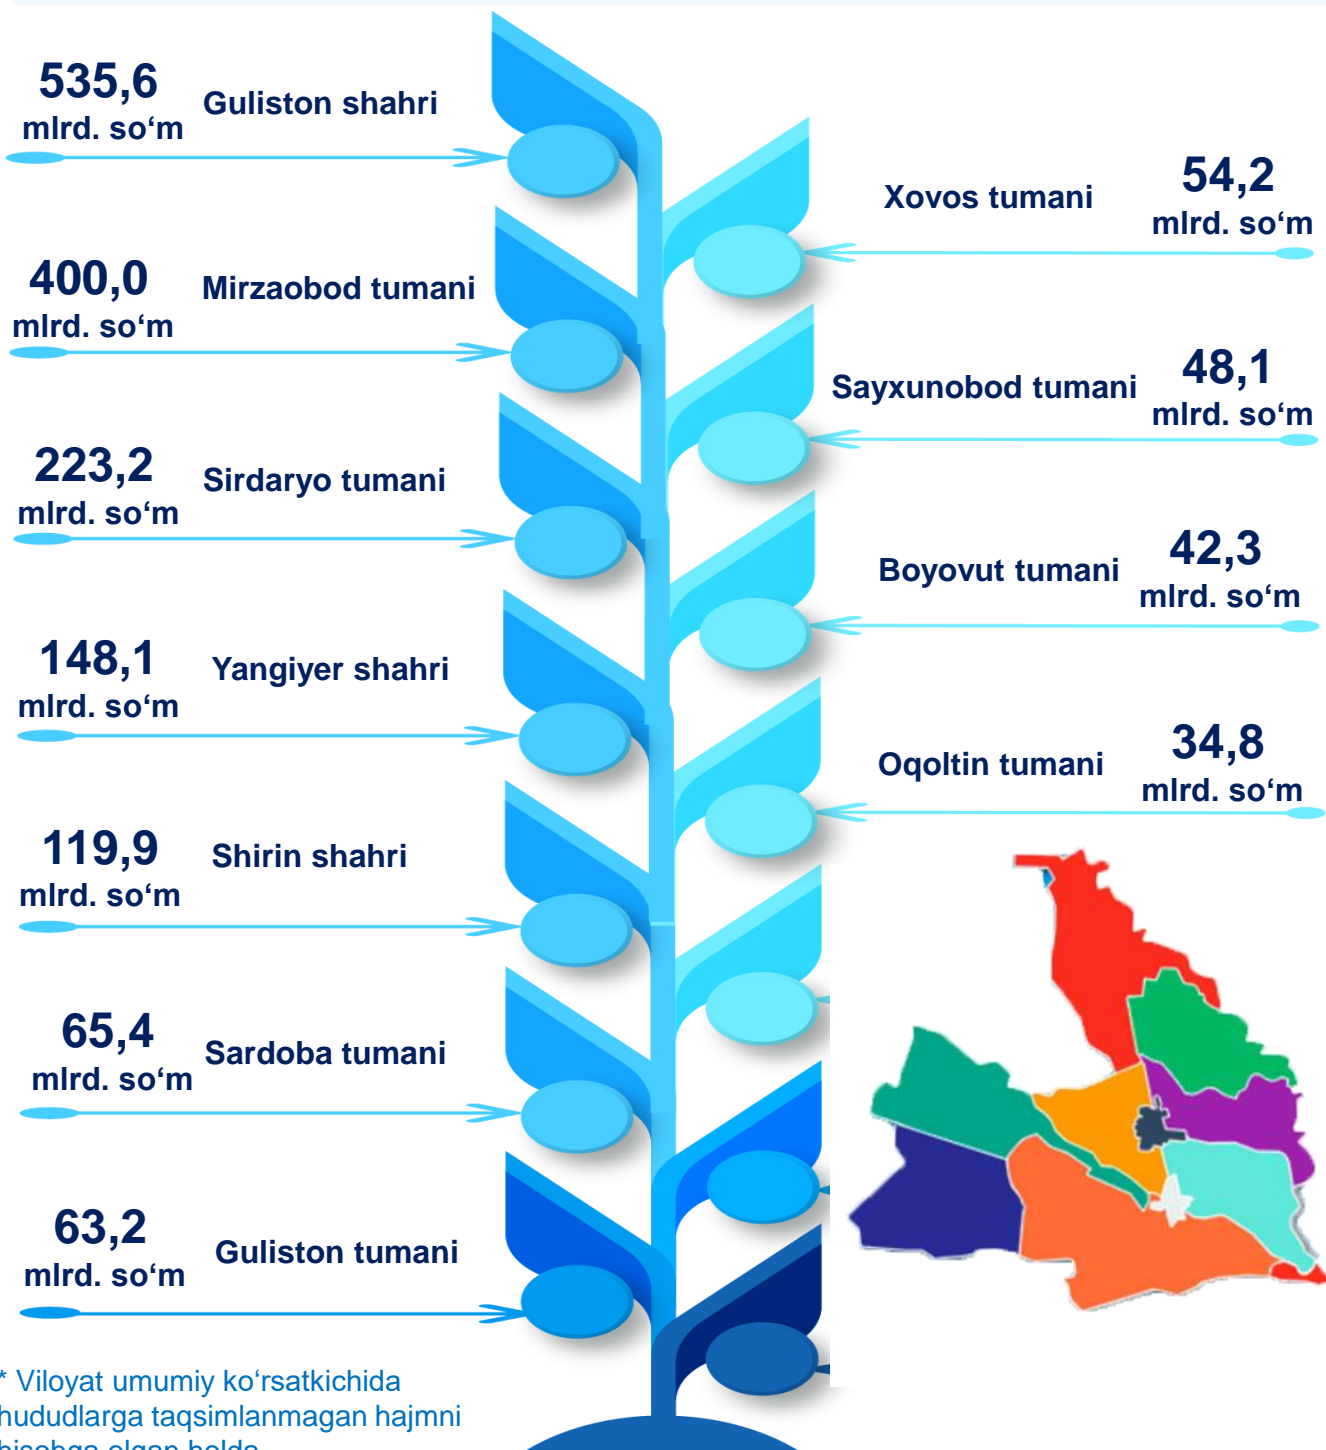 535,6
mlrd. so‘m
Guliston shahri
400,0
mlrd. so‘m
Mirzaobod tumani
223,2
mlrd. so‘m
Sirdaryo tumani
148,1
mlrd. so‘m
Yangiyer shahri
119,9
mlrd. so‘m
Shirin shahri
65,4
mlrd. so‘m
Sardoba tumani
63,2
mlrd. so‘m
Guliston tumani
Xovos tumani
54,2
mlrd. so‘m
Sayxunobod tumani
48,1
mlrd. so‘m
Boyovut tumani
42,3
mlrd. so‘m
Oqoltin tumani
34,8
mlrd. so‘m
* Viloyat umumiy ko‘rsatkichida
hududlarga taqsimlanmagan hajmni